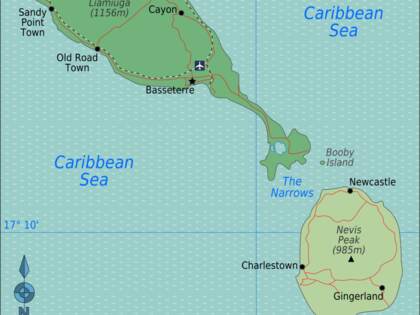 Liamuiga
(1156m)
Cayon
Caribbean
Sea
Sandy
Point
Town
Old Road
Town
Basseterre
Booby
Island
Caribbean
Sea
The
Narrows
Newcastle
17° 10'
Nevis
Peak
(985m)
Charlestown
Gingerland
N